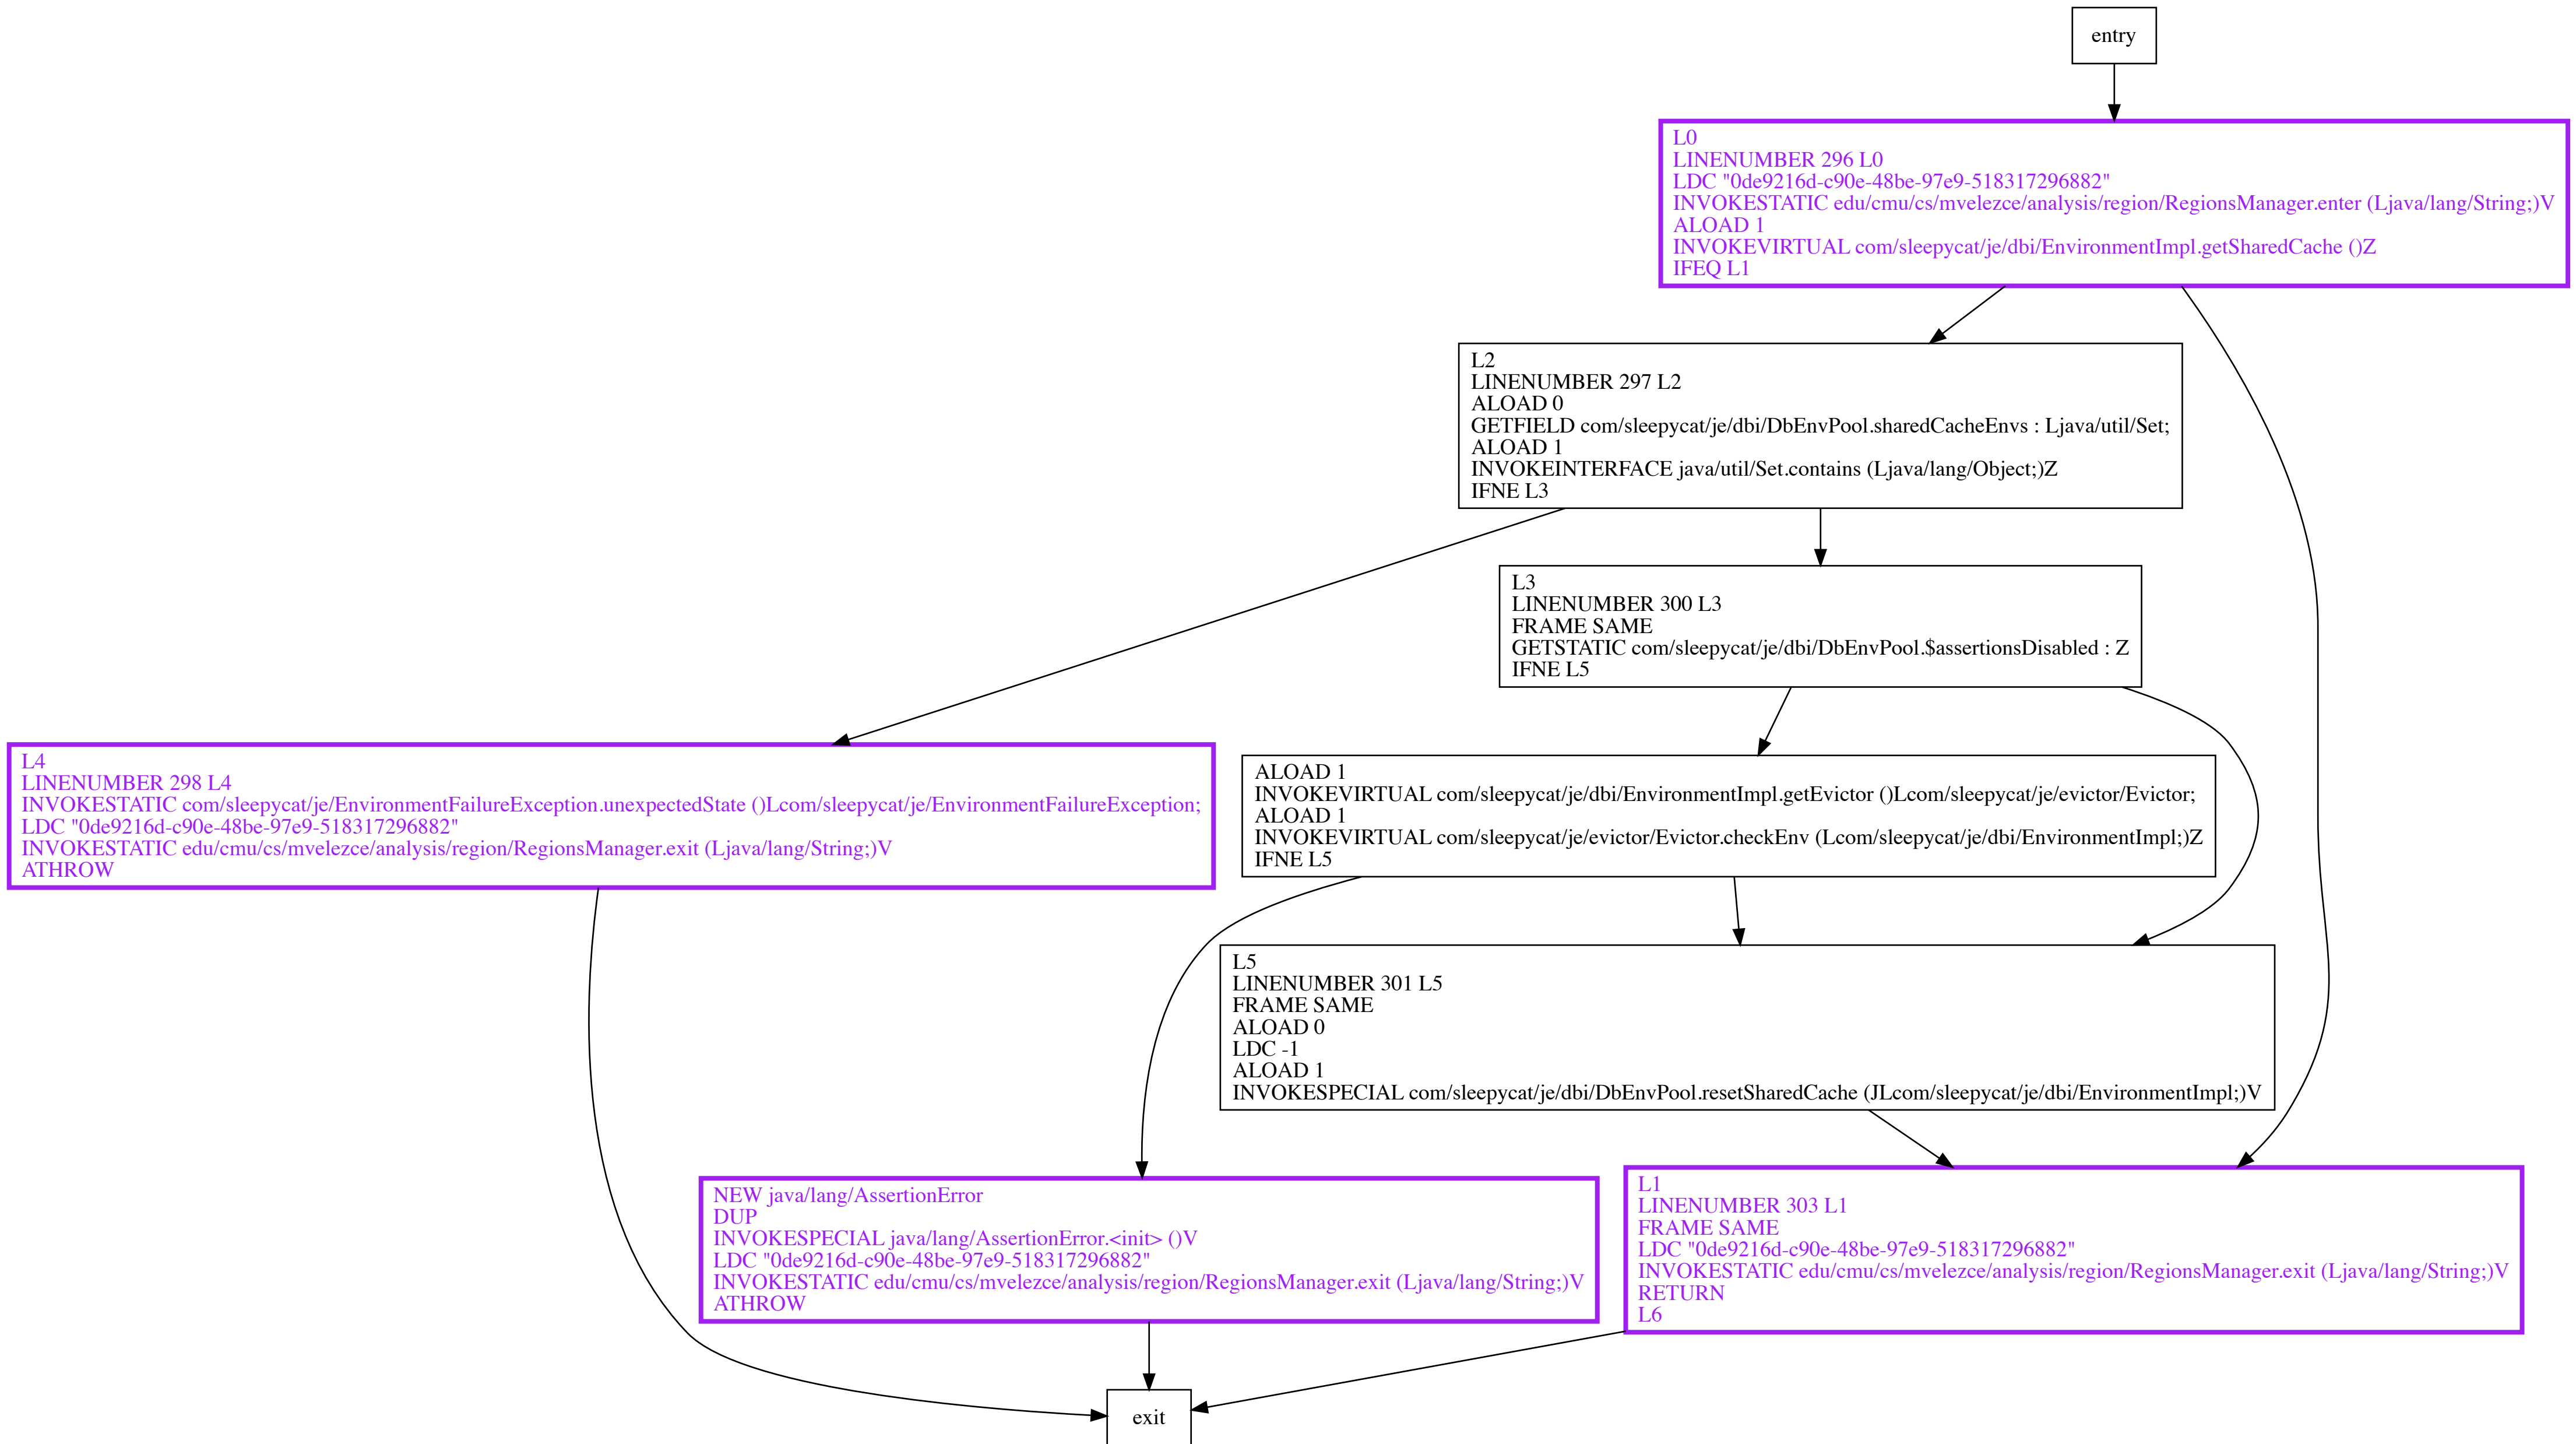 entry
L0
LINENUMBER 296 L0
LDC "0de9216d-c90e-48be-97e9-518317296882"
INVOKESTATIC edu/cmu/cs/mvelezce/analysis/region/RegionsManager.enter (Ljava/lang/String;)V
ALOAD 1
INVOKEVIRTUAL com/sleepycat/je/dbi/EnvironmentImpl.getSharedCache ()Z
IFEQ L1
L2
LINENUMBER 297 L2
ALOAD 0
GETFIELD com/sleepycat/je/dbi/DbEnvPool.sharedCacheEnvs : Ljava/util/Set;
ALOAD 1
INVOKEINTERFACE java/util/Set.contains (Ljava/lang/Object;)Z
IFNE L3
L3
LINENUMBER 300 L3
FRAME SAME
GETSTATIC com/sleepycat/je/dbi/DbEnvPool.$assertionsDisabled : Z
IFNE L5
L4
LINENUMBER 298 L4
INVOKESTATIC com/sleepycat/je/EnvironmentFailureException.unexpectedState ()Lcom/sleepycat/je/EnvironmentFailureException;
LDC "0de9216d-c90e-48be-97e9-518317296882"
INVOKESTATIC edu/cmu/cs/mvelezce/analysis/region/RegionsManager.exit (Ljava/lang/String;)V
ATHROW
ALOAD 1
INVOKEVIRTUAL com/sleepycat/je/dbi/EnvironmentImpl.getEvictor ()Lcom/sleepycat/je/evictor/Evictor;
ALOAD 1
INVOKEVIRTUAL com/sleepycat/je/evictor/Evictor.checkEnv (Lcom/sleepycat/je/dbi/EnvironmentImpl;)Z
IFNE L5
L5
LINENUMBER 301 L5
FRAME SAME
ALOAD 0
LDC -1
ALOAD 1
INVOKESPECIAL com/sleepycat/je/dbi/DbEnvPool.resetSharedCache (JLcom/sleepycat/je/dbi/EnvironmentImpl;)V
NEW java/lang/AssertionError
DUP
INVOKESPECIAL java/lang/AssertionError.<init> ()V
LDC "0de9216d-c90e-48be-97e9-518317296882"
INVOKESTATIC edu/cmu/cs/mvelezce/analysis/region/RegionsManager.exit (Ljava/lang/String;)V
ATHROW
L1
LINENUMBER 303 L1
FRAME SAME
LDC "0de9216d-c90e-48be-97e9-518317296882"
INVOKESTATIC edu/cmu/cs/mvelezce/analysis/region/RegionsManager.exit (Ljava/lang/String;)V
RETURN
L6
exit